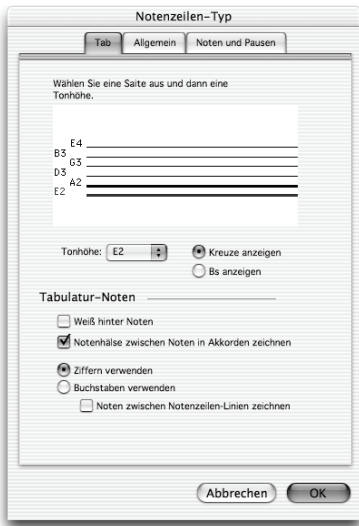 Notenzeilen-Typ
Tab Allgemein Noten und Pausen
Wählen Sie eine Saite aus und dann eine
Tonhöhe.
E4
B3
G3
D3
A2
E2
Tonhöhe: E2 Kreuze anzeigen
Bs anzeigen
Tabulatur-Noten
Weiß hinter Noten
Notenhälse zwischen Noten in Akkorden zeichnen
Ziffern verwenden
Buchstaben verwenden
Noten zwischen Notenzeilen-Linien zeichnen
Abbrechen OK